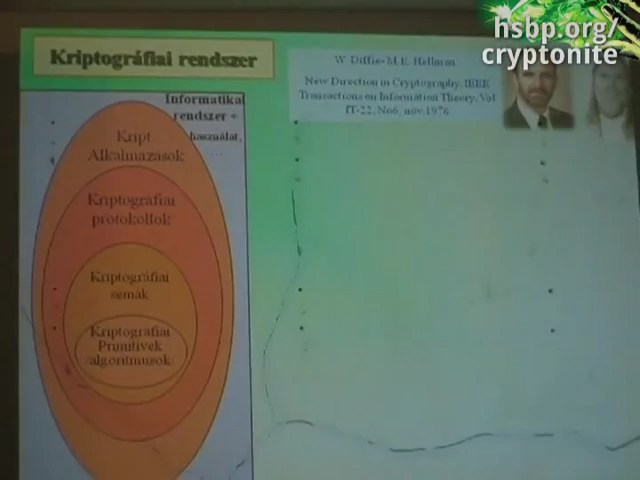 hsbp.org/
cryptonite
Kriptográfiai rendszer
W. Diffie- M.E. Hellman
New Direction in Cryptography, IEEE
Transactions on Information Theory, Vol
IT-22, No6, nov.1976.
Informatikai
rendszer +
használat,
...
Kript
Alkalmazások
Kriptográfiai
protokollok
Kriptográfiai
sémák
Kriptográfiai
Primitívek
/algoritmusok/